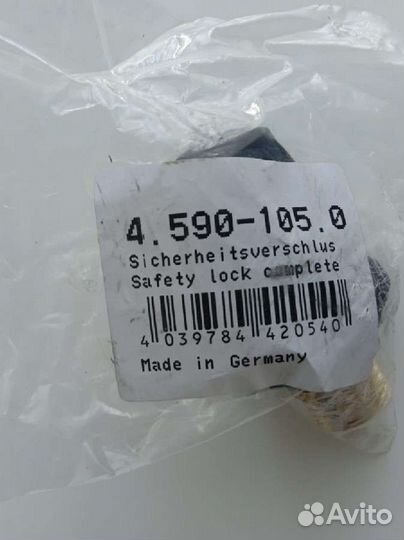 4.590-105.0
Sicherheitsverschlus
Safety lock complete
4 039784 420540
Made in Germany
Avito